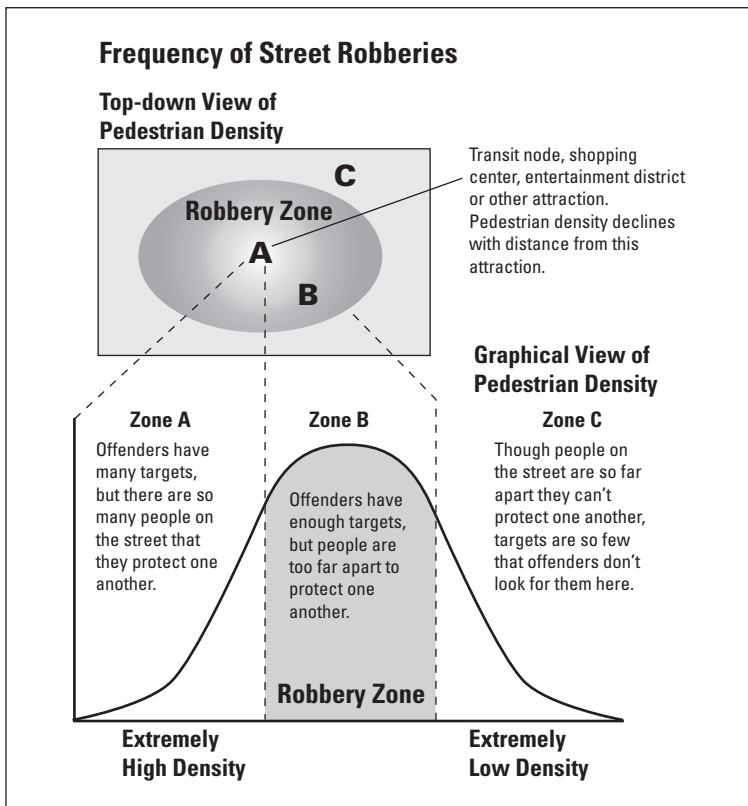 Frequency of Street Robberies
Top-down View of
Pedestrian Density
C
Robbery Zone
A
B
Transit node, shopping
center, entertainment district
or other attraction.
Pedestrian density declines
with distance from this
attraction.
Graphical View of
Pedestrian Density
Zone A
Offenders have
many targets,
but there are so
many people on
the street that
they protect one
another.
Zone B
Offenders have
enough targets,
but people are
too far apart to
protect one
another.
Zone C
Though people on
the street are so far
apart they can't
protect one another,
targets are so few
that offenders don't
look for them here.
Robbery Zone
Extremely
High Density
Extremely
Low Density